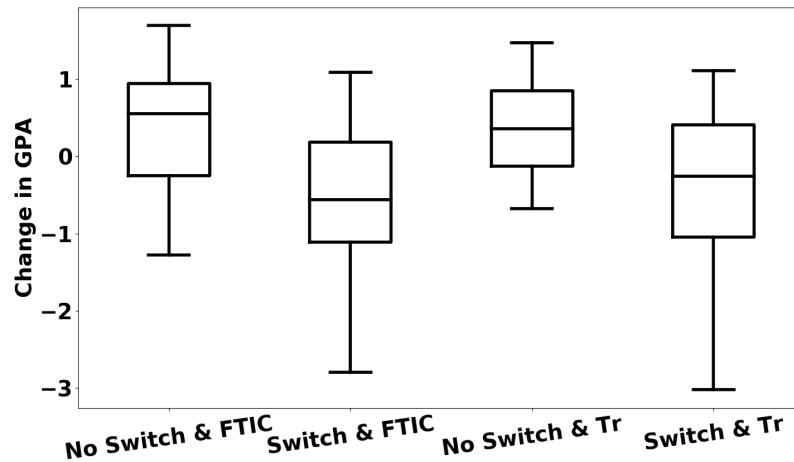 Change in GPA
1
0
−1
−2
−3
No Switch & FTIC
Switch & FTIC
No Switch & Tr
Switch & Tr